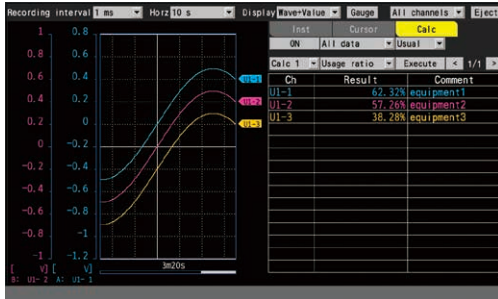 Recording interval 1 ms Horz 10 s Display Wave+Value Gauge All channels Eject
Inst Cursor Calc
ON All data Usual
Calc 1 Usage ratio Execute < 1/1 >
Ch Result Comment
U1-1 62.32% equipment1
U1-2 57.26% equipment2
U1-3 38.28% equipment3
0.8 0.8
0.6 0.6
0.4 0.4
0.2 0.2
0.2 0
0 -0.2
-0.2 -0.4
-0.4 -0.6
-0.6 -0.8
-0.8 -1
-1 -1.2
U1-1
U1-2
U1-3
3m20s
[ V] [ V]
B: U1- 2 A: U1- 1